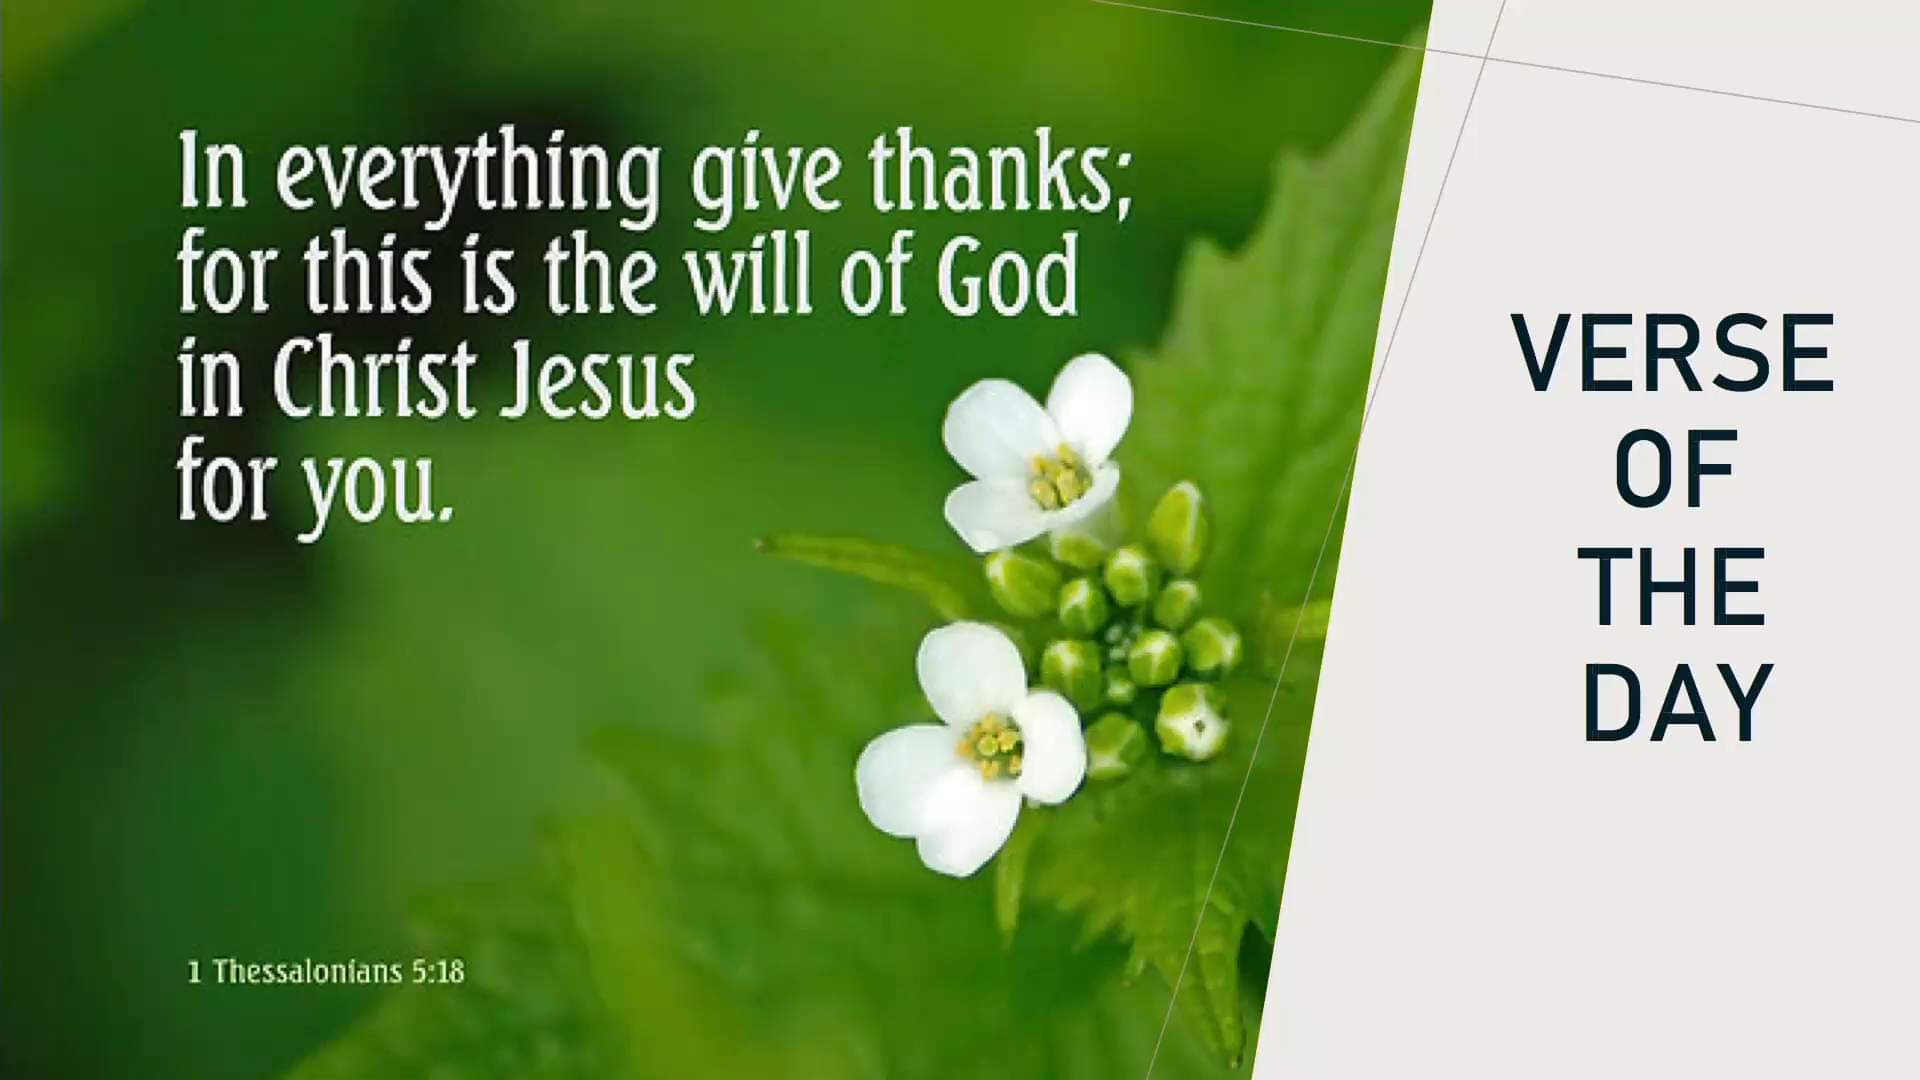 In everything give thanks;
for this is the will of God
in Christ Jesus
for you.
1 Thessalonians 5:18
VERSE
OF
THE
DAY